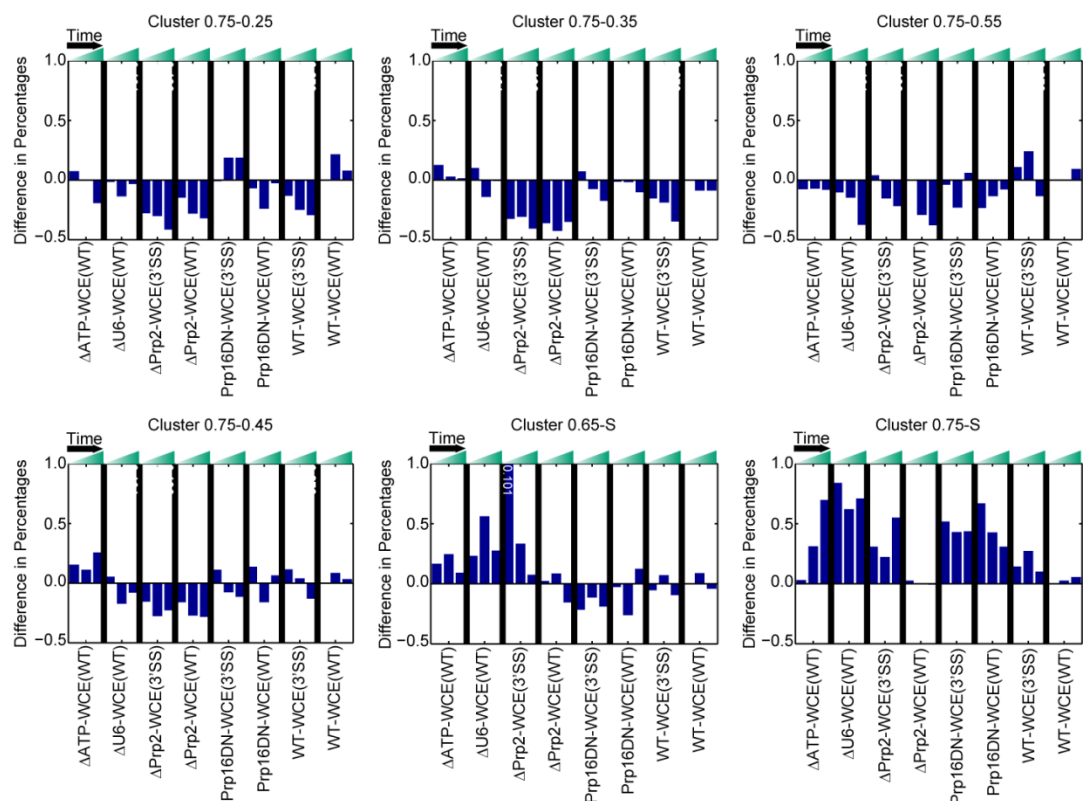 Cluster 0.75-0.25
Time
Difference in Percentages
1.0
0.5
0.0
−0.5
ΔATP-WCE(WT)
ΔU6-WCE(WT)
ΔPrp2-WCE(3'SS)
ΔPrp2-WCE(WT)
Prp16DN-WCE(3'SS)
Prp16DN-WCE(WT)
WT-WCE(3'SS)
WT-WCE(WT)
Cluster 0.75-0.35
Time
Difference in Percentages
1.0
0.5
0.0
−0.5
ΔATP-WCE(WT)
ΔU6-WCE(WT)
ΔPrp2-WCE(3'SS)
ΔPrp2-WCE(WT)
Prp16DN-WCE(3'SS)
Prp16DN-WCE(WT)
WT-WCE(3'SS)
WT-WCE(WT)
Cluster 0.75-0.55
Time
Difference in Percentages
1.0
0.5
0.0
−0.5
ΔATP-WCE(WT)
ΔU6-WCE(WT)
ΔPrp2-WCE(3'SS)
ΔPrp2-WCE(WT)
Prp16DN-WCE(3'SS)
Prp16DN-WCE(WT)
WT-WCE(3'SS)
WT-WCE(WT)
Cluster 0.75-0.45
Time
Difference in Percentages
1.0
0.5
0.0
−0.5
ΔATP-WCE(WT)
ΔU6-WCE(WT)
ΔPrp2-WCE(3'SS)
ΔPrp2-WCE(WT)
Prp16DN-WCE(3'SS)
Prp16DN-WCE(WT)
WT-WCE(3'SS)
WT-WCE(WT)
Cluster 0.65-S
Time
Difference in Percentages
1.0
0.5
0.0
−0.5
0.101
ΔATP-WCE(WT)
ΔU6-WCE(WT)
ΔPrp2-WCE(3'SS)
ΔPrp2-WCE(WT)
Prp16DN-WCE(3'SS)
Prp16DN-WCE(WT)
WT-WCE(3'SS)
WT-WCE(WT)
Cluster 0.75-S
Time
Difference in Percentages
1.0
0.5
0.0
−0.5
ΔATP-WCE(WT)
ΔU6-WCE(WT)
ΔPrp2-WCE(3'SS)
ΔPrp2-WCE(WT)
Prp16DN-WCE(3'SS)
Prp16DN-WCE(WT)
WT-WCE(3'SS)
WT-WCE(WT)